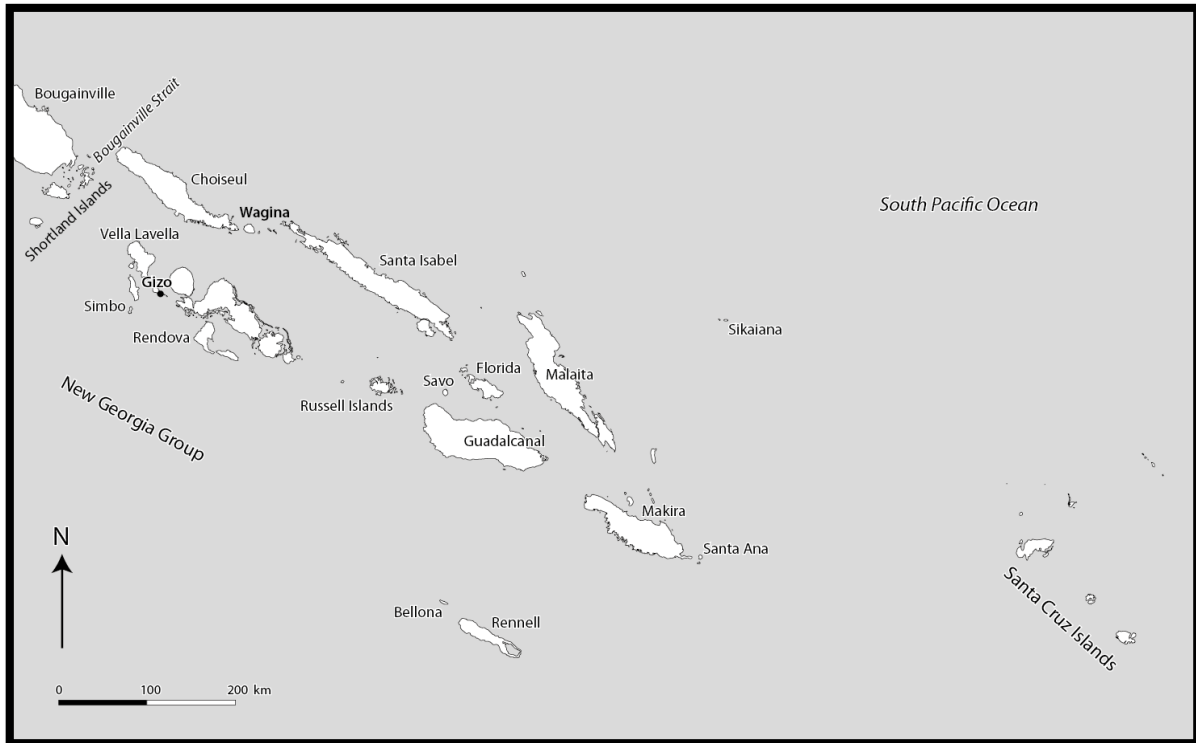 Bougainville
Bougainville Strait
Choiseul
Shortland Islands
Wagina
South Pacific Ocean
Vella Lavella
Santa Isabel
Gizo
Simbo
Rendova
Sikaiana
New Georgia Group
Russell Islands
Savo
Florida
Malaita
Guadalcanal
Makira
Santa Ana
N
Santa Cruz Islands
Bellona
Rennell
0 100 200 km